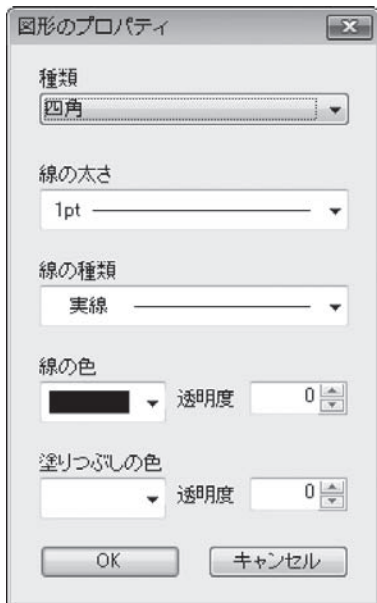 図形のプロパティ
種類
四角
線の太さ
1pt
線の種類
実線
線の色
透明度 0
塗りつぶしの色
透明度 0
OK キャンセル